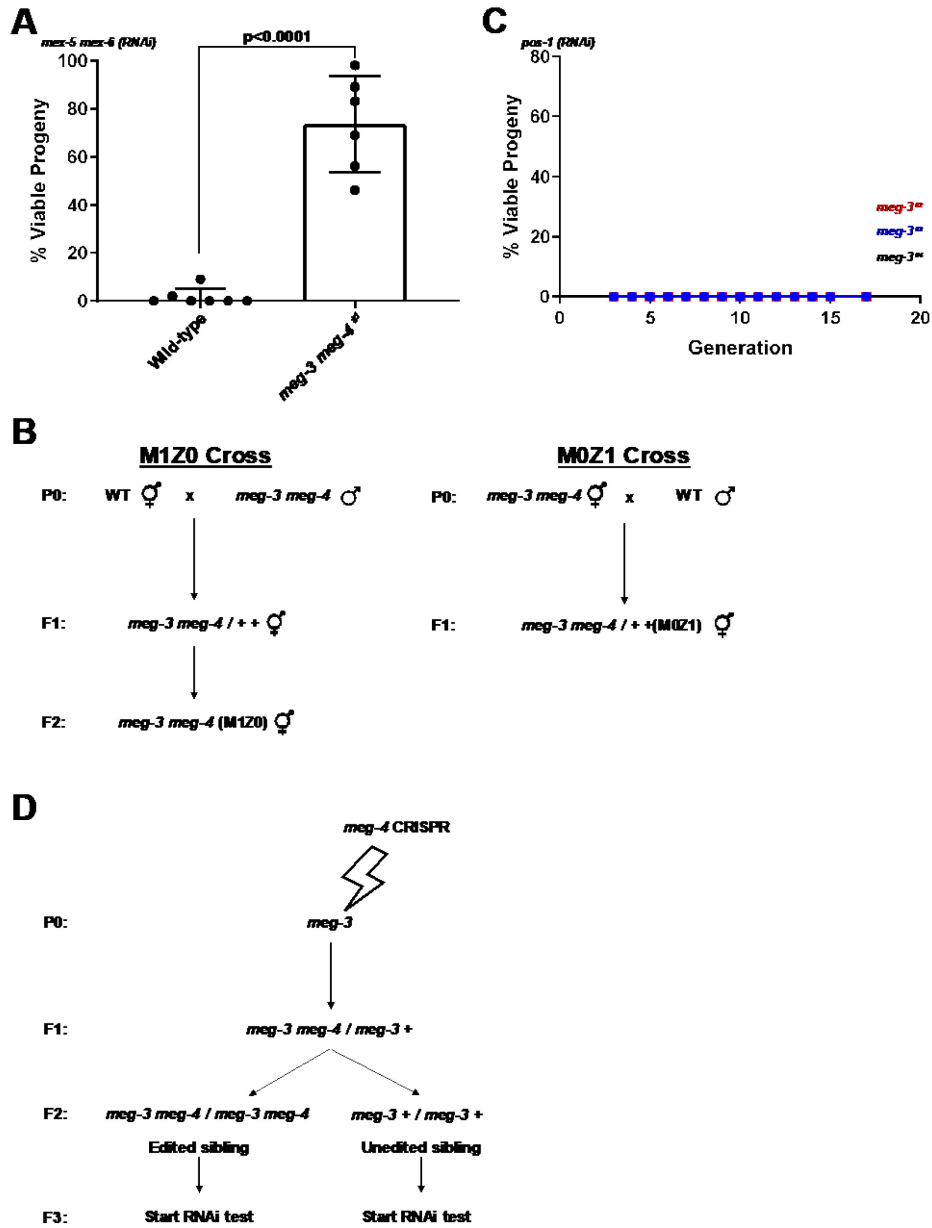 A
mex-5 mex-6 (RNAi)
p<0.0001
% Viable Progeny
100
80
60
40
20
0
Wild-type
meg-3 meg-4
C
pos-1 (RNAi)
% Viable Progeny
80
60
40
20
0
meg-3
meg-3
meg-3
0 5 10 15 20
Generation
B
M1Z0 Cross
P0: WT ⚥ x meg-3 meg-4 ♂
F1: meg-3 meg-4 / + + ⚥
F2: meg-3 meg-4 (M1Z0) ⚥
M0Z1 Cross
P0: meg-3 meg-4 ⚥ x WT ♂
F1: meg-3 meg-4 / + +(M0Z1) ⚥
D
meg-4 CRISPR
P0: meg-3
F1: meg-3 meg-4 / meg-3 +
F2: meg-3 meg-4 / meg-3 meg-4 meg-3 + / meg-3 +
Edited sibling Unedited sibling
F3: Start RNAi test Start RNAi test